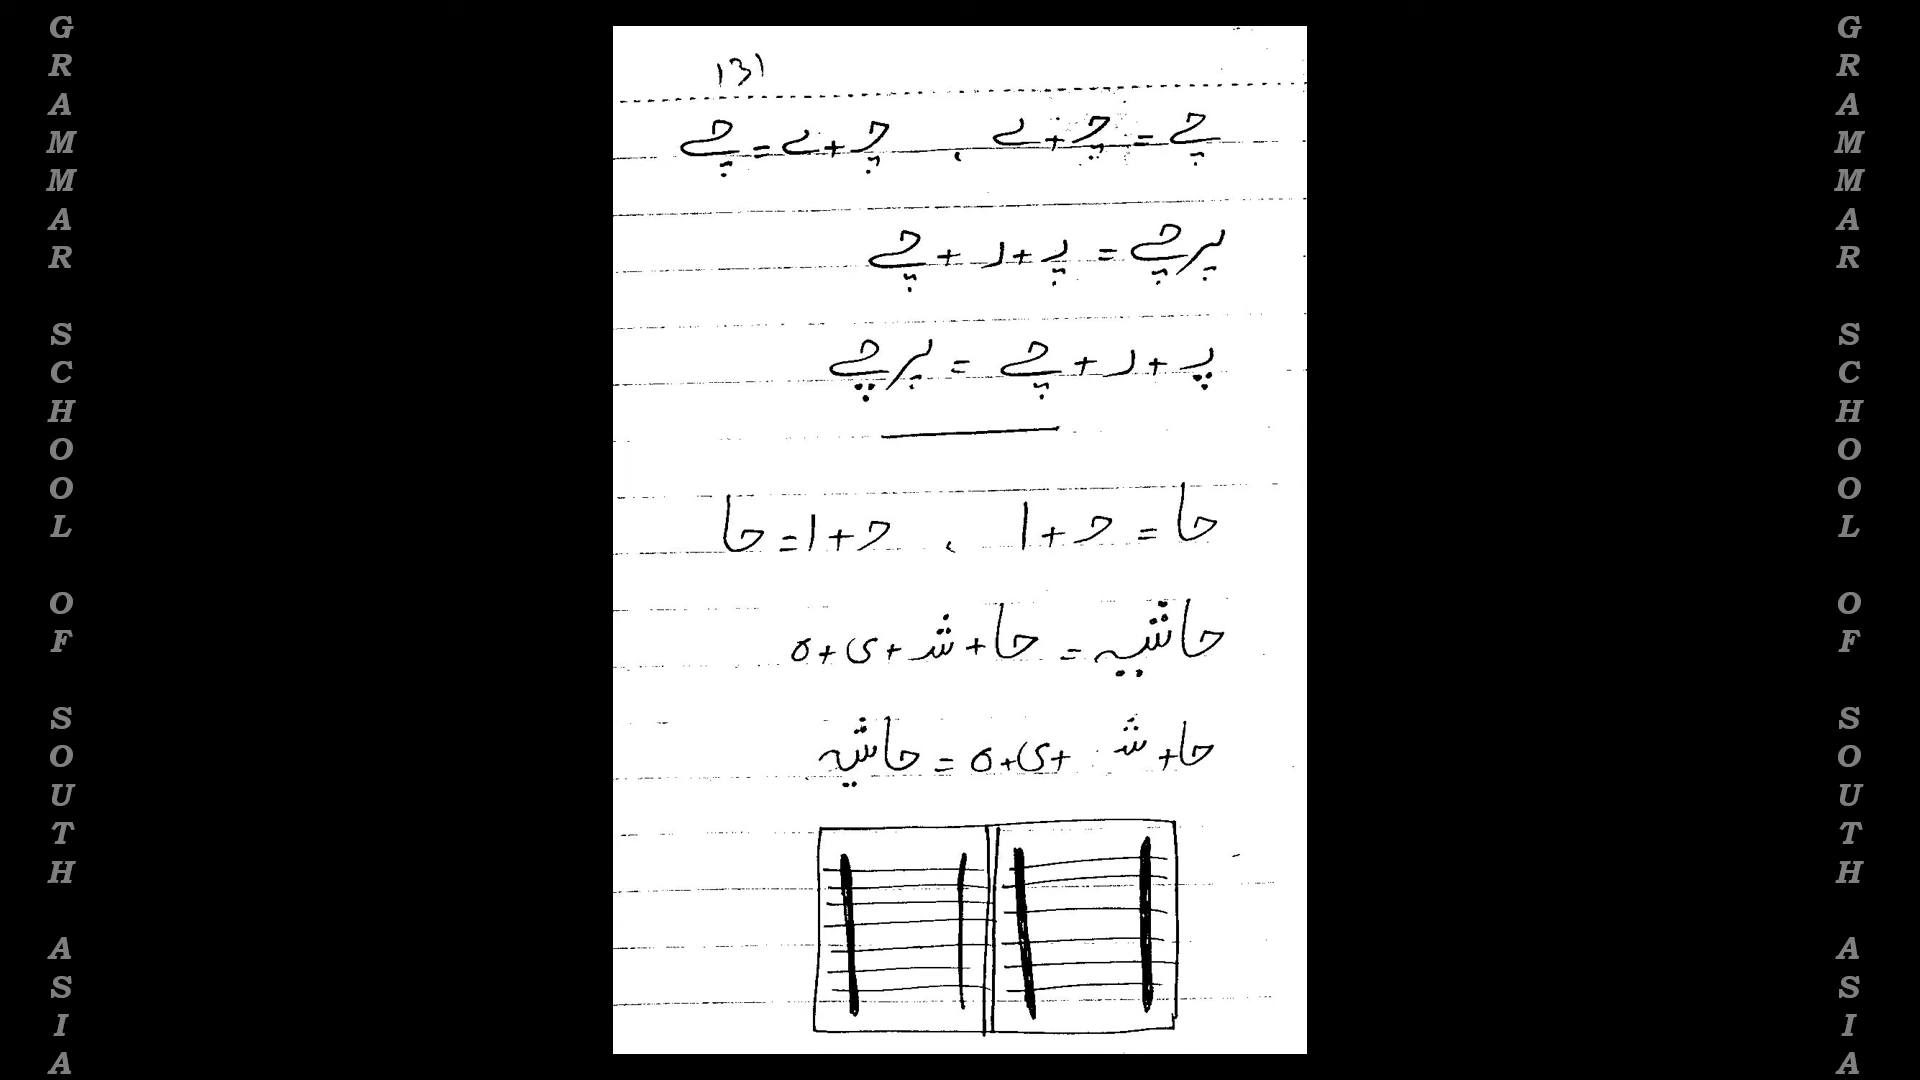 GRAMMAR SCHOOL OF SOUTH ASIA
131
چے = چ + ے ، چ + ے = چے
پرچے = پ + ر + چے
پ + ر + چے = پرچے
حا = ح + ا ، ح + ا = حا
حاشیہ = حا + ش + ی + ہ
حا + ش + ی + ہ = حاشیہ
GRAMMAR SCHOOL OF SOUTH ASIA